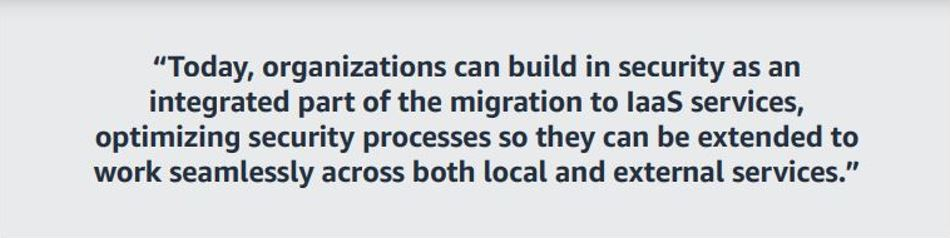 “Today, organizations can build in security as an
integrated part of the migration to IaaS services,
optimizing security processes so they can be extended to
work seamlessly across both local and external services.”